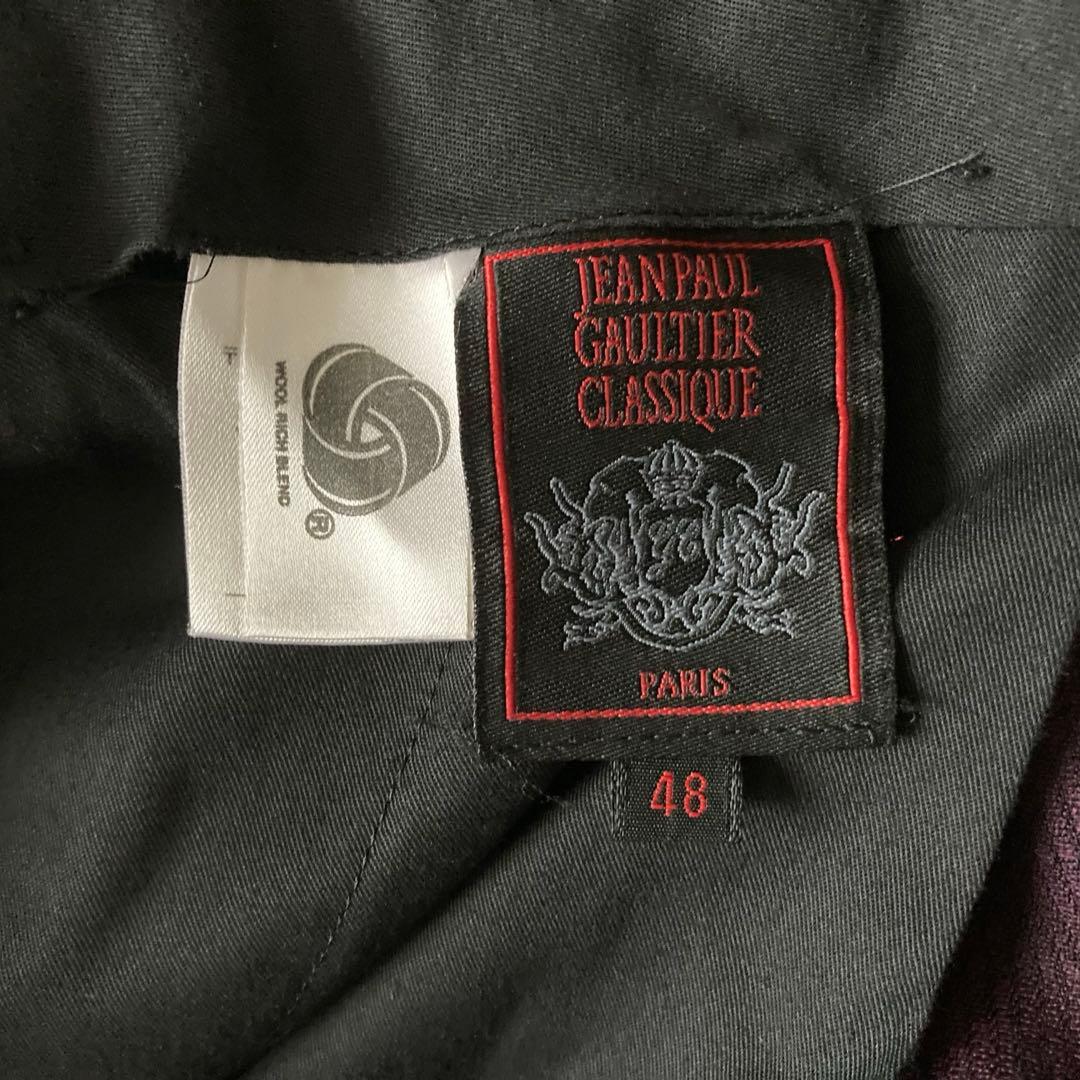 JEAN PAUL
GAULTIER
CLASSIQUE
PARIS
48
WOOL RICH BLEND
®